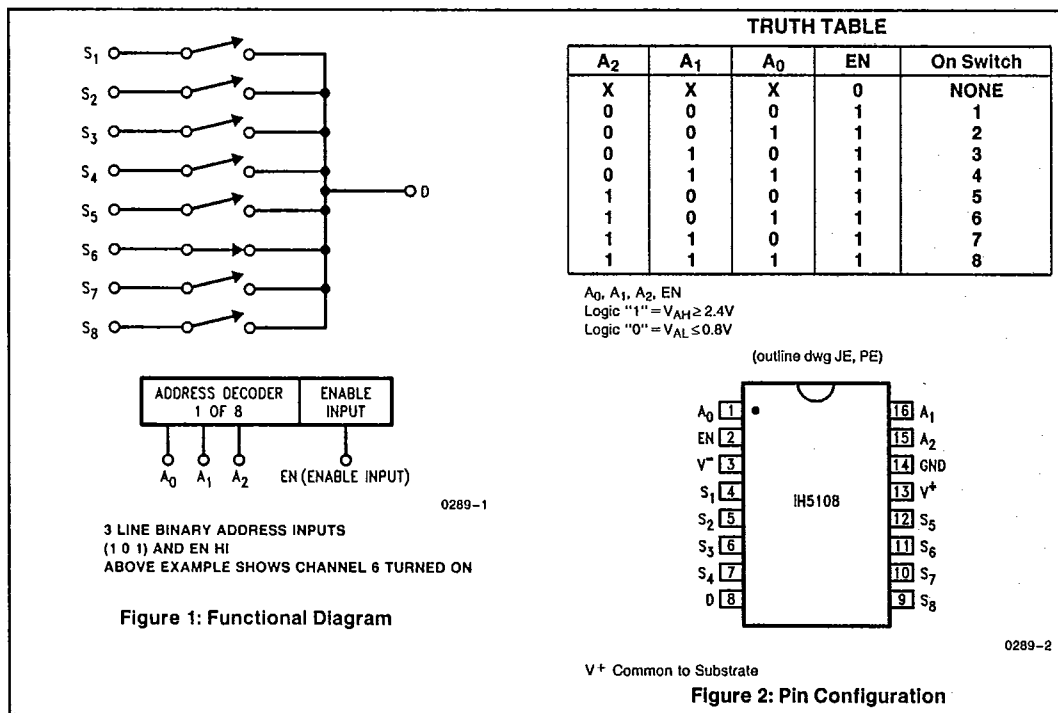 S1
S2
S3
S4
S5
S6
S7
S8
D
ADDRESS DECODER
1 OF 8
ENABLE
INPUT
A0 A1 A2 EN (ENABLE INPUT)
0289-1
3 LINE BINARY ADDRESS INPUTS
(1 0 1) AND EN HI
ABOVE EXAMPLE SHOWS CHANNEL 6 TURNED ON
Figure 1: Functional Diagram
TRUTH TABLE
A2 A1 A0 EN On Switch
X X X 0 NONE
0 0 0 1 1
0 0 1 1 2
0 1 0 1 3
0 1 1 1 4
1 0 0 1 5
1 0 1 1 6
1 1 0 1 7
1 1 1 1 8
A0, A1, A2, EN
Logic "1" = VAH ≥ 2.4V
Logic "0" = VAL ≤ 0.8V
(outline dwg JE, PE)
A0 1 16 A1
EN 2 15 A2
V− 3 14 GND
S1 4 13 V+
IH5108
S2 5 12 S5
S3 6 11 S6
S4 7 10 S7
D 8 9 S8
0289-2
V+ Common to Substrate
Figure 2: Pin Configuration